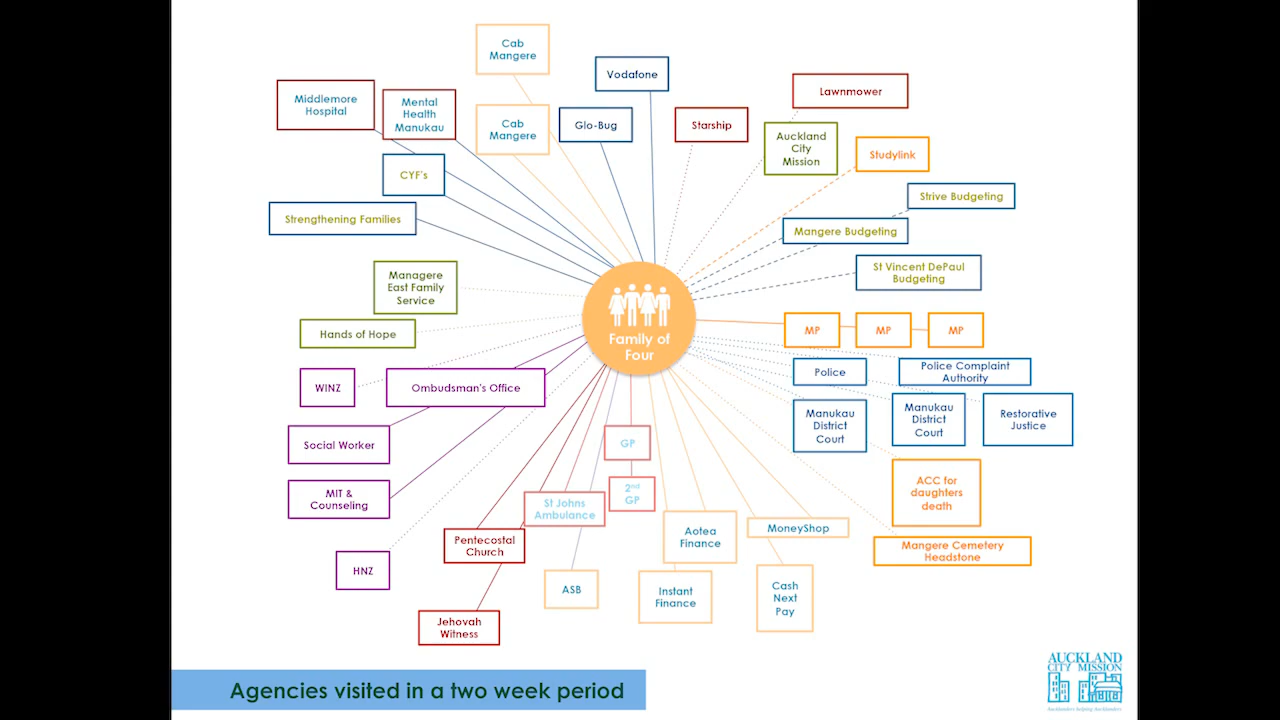 Cab
Mangere
Vodafone
Lawnmower
Middlemore
Hospital
Mental
Health
Manukau
Cab
Mangere
Glo-Bug
Starship
Auckland
City
Mission
Studylink
CYF's
Strive Budgeting
Strengthening Families
Mangere Budgeting
St Vincent DePaul
Budgeting
Managere
East Family
Service
Hands of Hope
Family of
Four
MP
MP
MP
WINZ
Ombudsman's Office
Police
Police Complaint
Authority
Social Worker
GP
Manukau
District
Court
Manukau
District
Court
Restorative
Justice
MIT &
Counseling
St Johns
Ambulance
2nd
GP
ACC for
daughters
death
Pentecostal
Church
Aotea
Finance
MoneyShop
Mangere Cemetery
Headstone
HNZ
ASB
Instant
Finance
Cash
Next
Pay
Jehovah
Witness
Agencies visited in a two week period
AUCKLAND
CITY MISSION
Aucklanders helping Aucklanders